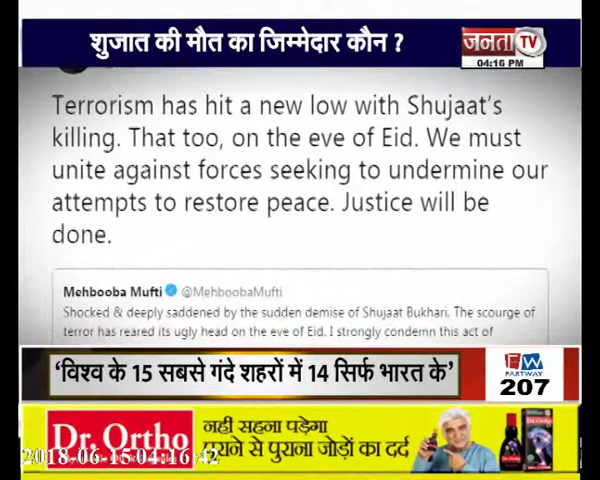 शुजात की मौत का जिम्मेदार कौन ?
जनता TV
04:16 PM
Terrorism has hit a new low with Shujaat's
killing. That too, on the eve of Eid. We must
unite against forces seeking to undermine our
attempts to restore peace. Justice will be
done.
Mehbooba Mufti @MehboobaMufti
Shocked & deeply saddened by the sudden demise of Shujaat Bukhari. The scourge of
terror has reared its ugly head on the eve of Eid. I strongly condemn this act of
'विश्व के 15 सबसे गंदे शहरों में 14 सिर्फ भारत के'
FW
FASTWAY
207
Dr. Ortho
नहीं सहना पड़ेगा
पुराने से पुराना जोड़ों का दर्द
2018-06-15 04:16:42